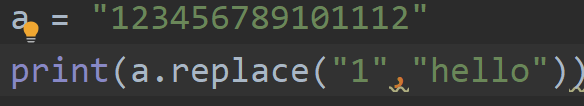 a = "123456789101112"
print(a.replace("1","hello"))